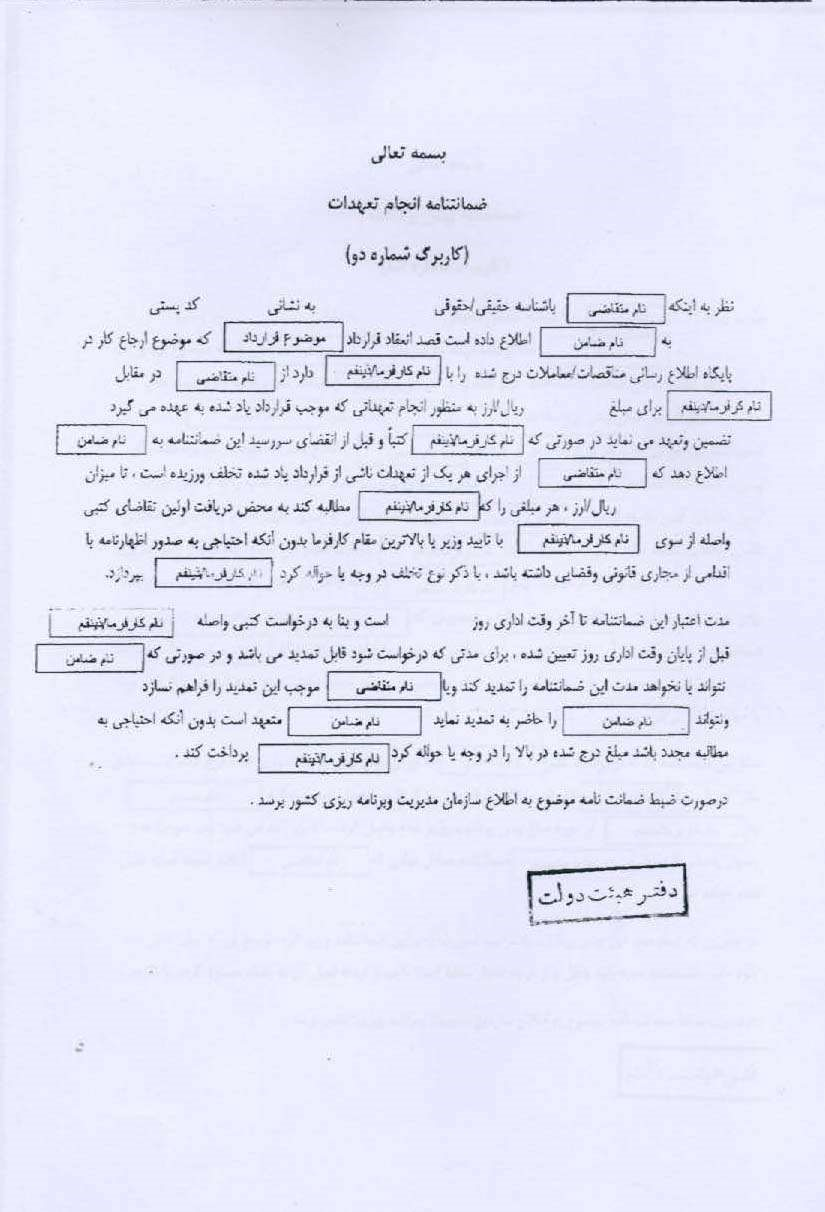 بسمه تعالی
ضمانتنامه انجام تعهدات
(کاربرگ شماره دو)
نظر به اینکه نام متقاضی باشناسه حقیقی/حقوقی به نشانی کد پستی
به نام ضامن اطلاع داده است قصد انعقاد قرارداد موضوع قرارداد که موضوع ارجاع کار در
پایگاه اطلاع رسانی مناقصات/معاملات درج شده را با نام کارفرما/ذینفع دارد از نام متقاضی در مقابل
نام کرفرما/ذینفع برای مبلغ ریال/ارز به منظور انجام تعهداتی که موجب قرارداد یاد شده به عهده می گیرد
تضمین وتعهد می نماید در صورتی که نام کارفرما/ذینفع کتباً و قبل از انقضای سررسید این ضمانتنامه به نام ضامن
اطلاع دهد که نام متقاضی از اجرای هر یک از تعهدات ناشی از قرارداد یاد شده تخلف ورزیده است ، تا میزان
ریال/ارز ، هر مبلغی را که نام کارفرما/ذینفع مطالبه کند به محض دریافت اولین تقاضای کتبی
واصله از سوی نام کارفرما/ذینفع با تایید وزیر یا بالاترین مقام کارفرما بدون آنکه احتیاجی به صدور اظهارنامه یا
اقدامی از مجاری قانونی وقضایی داشته باشد ، با ذکر نوع تخلف در وجه یا حواله کرد نام کارفرما/ذینفع بپردازد.
مدت اعتبار این ضمانتنامه تا آخر وقت اداری روز است و بنا به درخواست کتبی واصله نام کارفرما/ذینفع
قبل از پایان وقت اداری روز تعیین شده ، برای مدتی که درخواست شود قابل تمدید می باشد و در صورتی که نام ضامن
نتواند یا نخواهد مدت این ضمانتنامه را تمدید کند ویا نام متقاضی موجب این تمدید را فراهم نسازد
ونتواند نام ضامن را حاضر به تمدید نماید نام ضامن متعهد است بدون آنکه احتیاجی به
مطالبه مجدد باشد مبلغ درج شده در بالا را در وجه یا حواله کرد نام کارفرما/ذینفع پرداخت کند .
درصورت ضبط ضمانت نامه موضوع به اطلاع سازمان مدیریت وبرنامه ریزی کشور برسد .
دفتر هیئت دولت